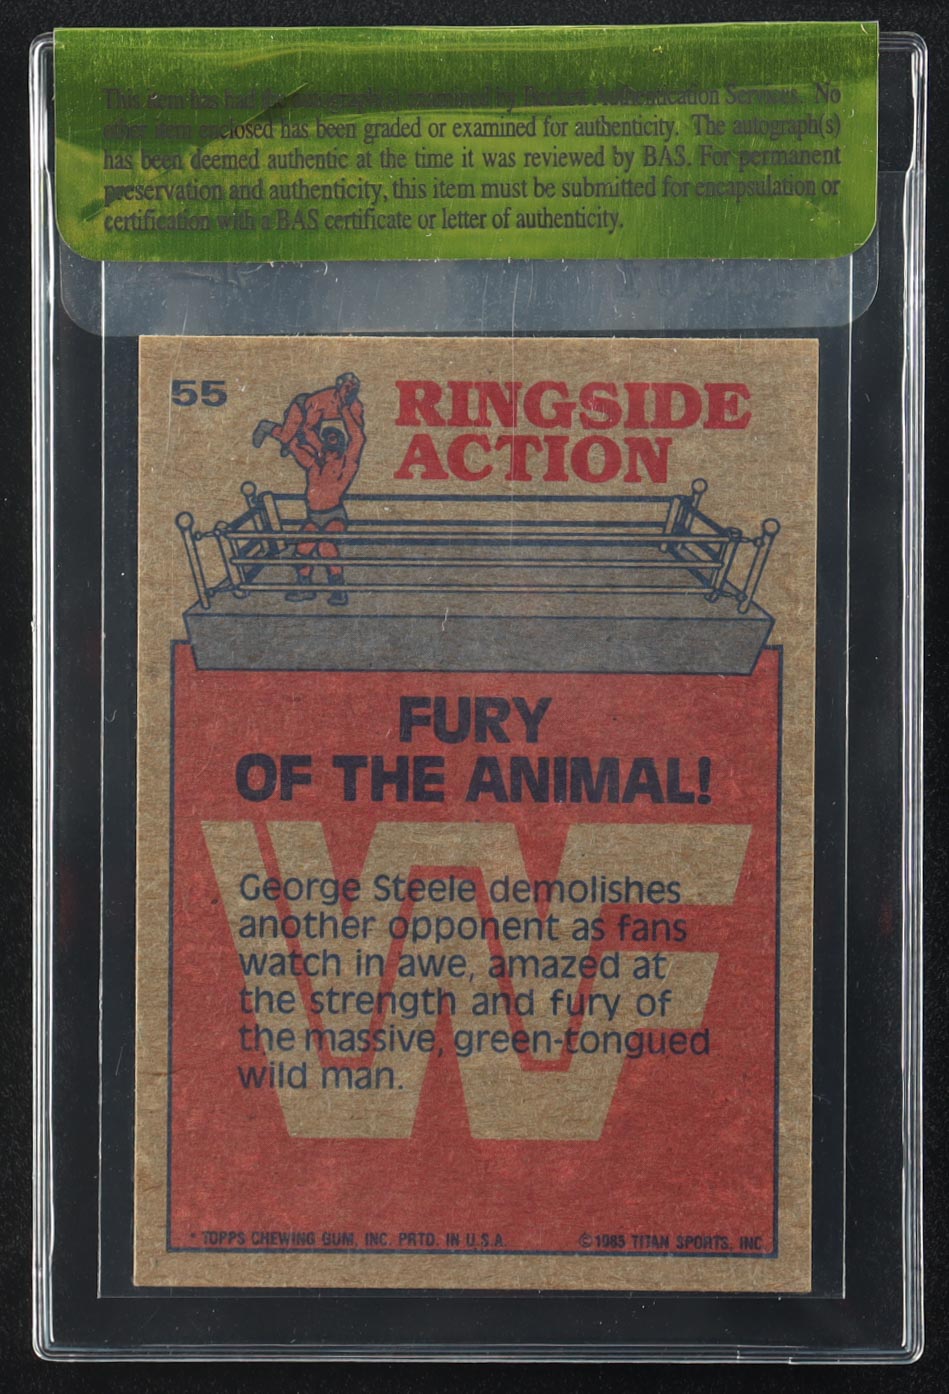 This item has had the autograph(s) examined by Beckett Authentication Services. No
other item enclosed has been graded or examined for authenticity. The autograph(s)
has been deemed authentic at the time it was reviewed by BAS. For permanent
preservation and authenticity, this item must be submitted for encapsulation or
certification with a BAS certificate or letter of authenticity.
55
RINGSIDE
ACTION
FURY
OF THE ANIMAL!
WF
George Steele demolishes
another opponent as fans
watch in awe, amazed at
the strength and fury of
the massive, green-tongued
wild man.
* TOPPS CHEWING GUM, INC. PRTD. IN U.S.A.
© 1985 TITAN SPORTS, INC.